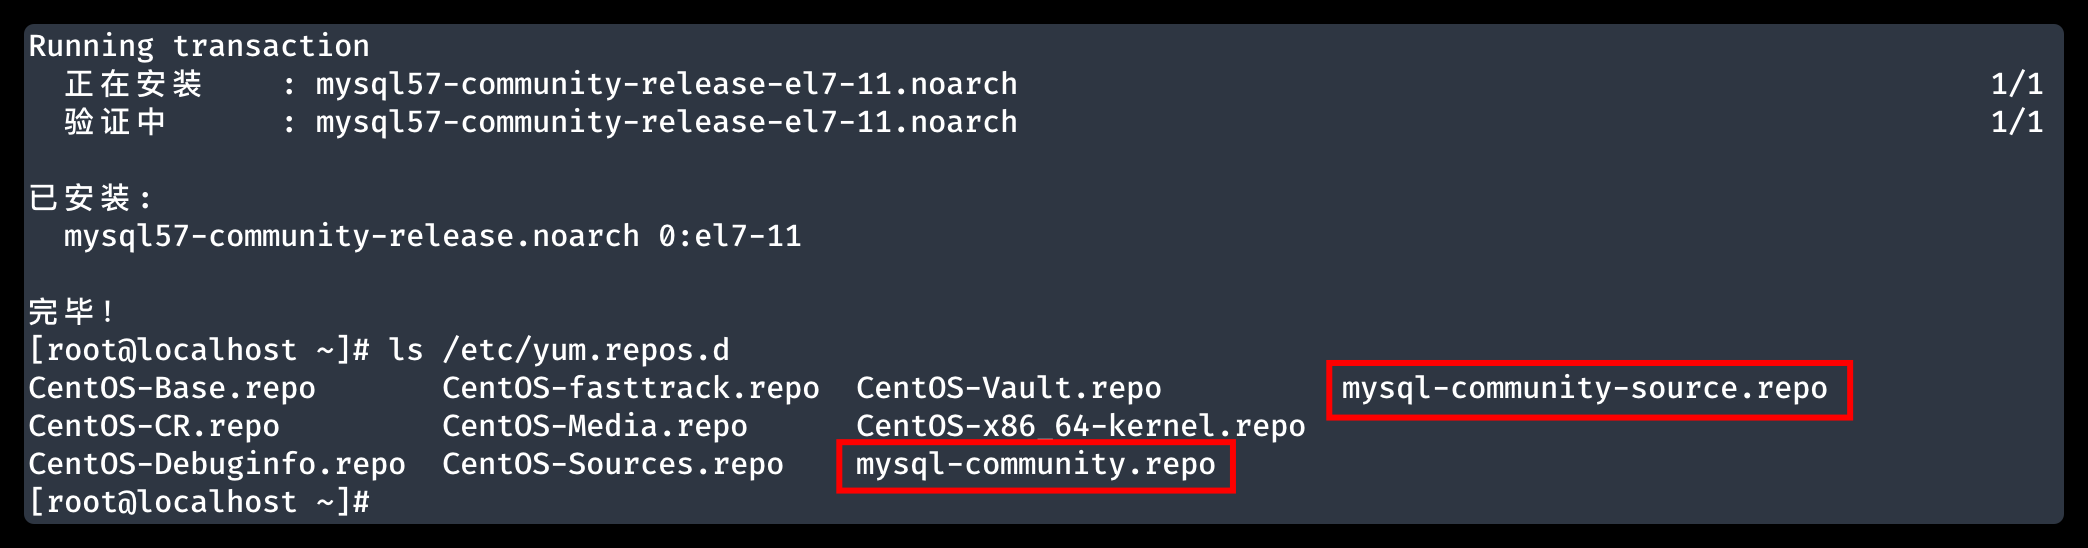 Running transaction
  正在安装    : mysql57-community-release-el7-11.noarch                                                      1/1
  验证中      : mysql57-community-release-el7-11.noarch                                                      1/1

已安装:
  mysql57-community-release.noarch 0:el7-11

完毕!
[root@localhost ~]# ls /etc/yum.repos.d
CentOS-Base.repo       CentOS-fasttrack.repo  CentOS-Vault.repo          mysql-community-source.repo
CentOS-CR.repo         CentOS-Media.repo      CentOS-x86_64-kernel.repo
CentOS-Debuginfo.repo  CentOS-Sources.repo    mysql-community.repo
[root@localhost ~]#